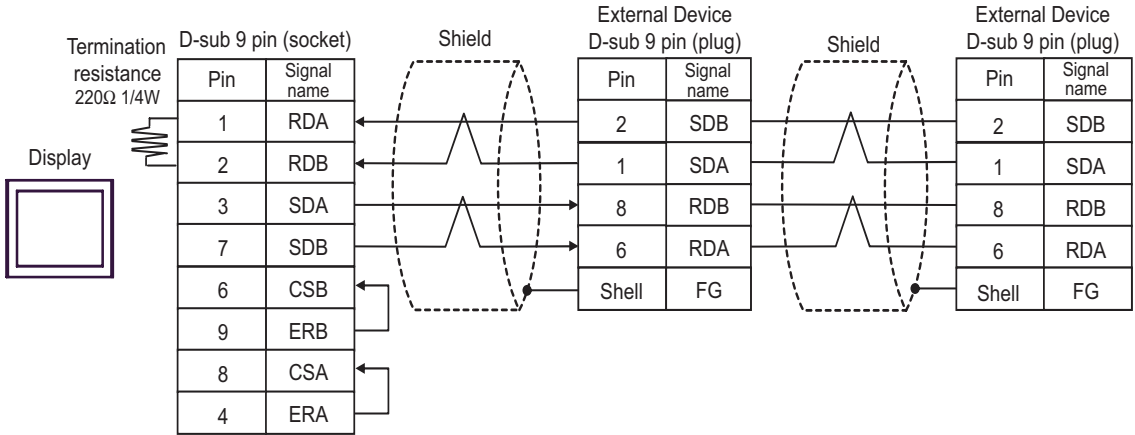 Display
Termination
resistance
220Ω 1/4W
D-sub 9 pin (socket)
Pin Signal name
1 RDA
2 RDB
3 SDA
7 SDB
6 CSB
9 ERB
8 CSA
4 ERA
Shield
External Device
D-sub 9 pin (plug)
Pin Signal name
2 SDB
1 SDA
8 RDB
6 RDA
Shell FG
Shield
External Device
D-sub 9 pin (plug)
Pin Signal name
2 SDB
1 SDA
8 RDB
6 RDA
Shell FG